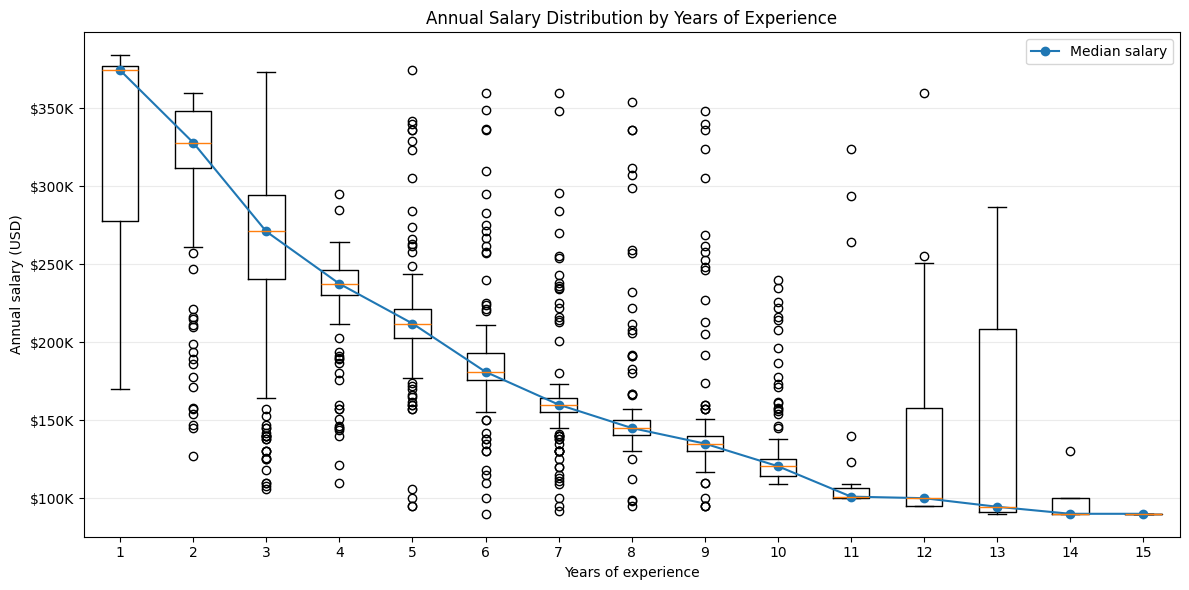 Annual Salary Distribution by Years of Experience
Median salary
Annual salary (USD)
$350K
$300K
$250K
$200K
$150K
$100K
1 2 3 4 5 6 7 8 9 10 11 12 13 14 15
Years of experience